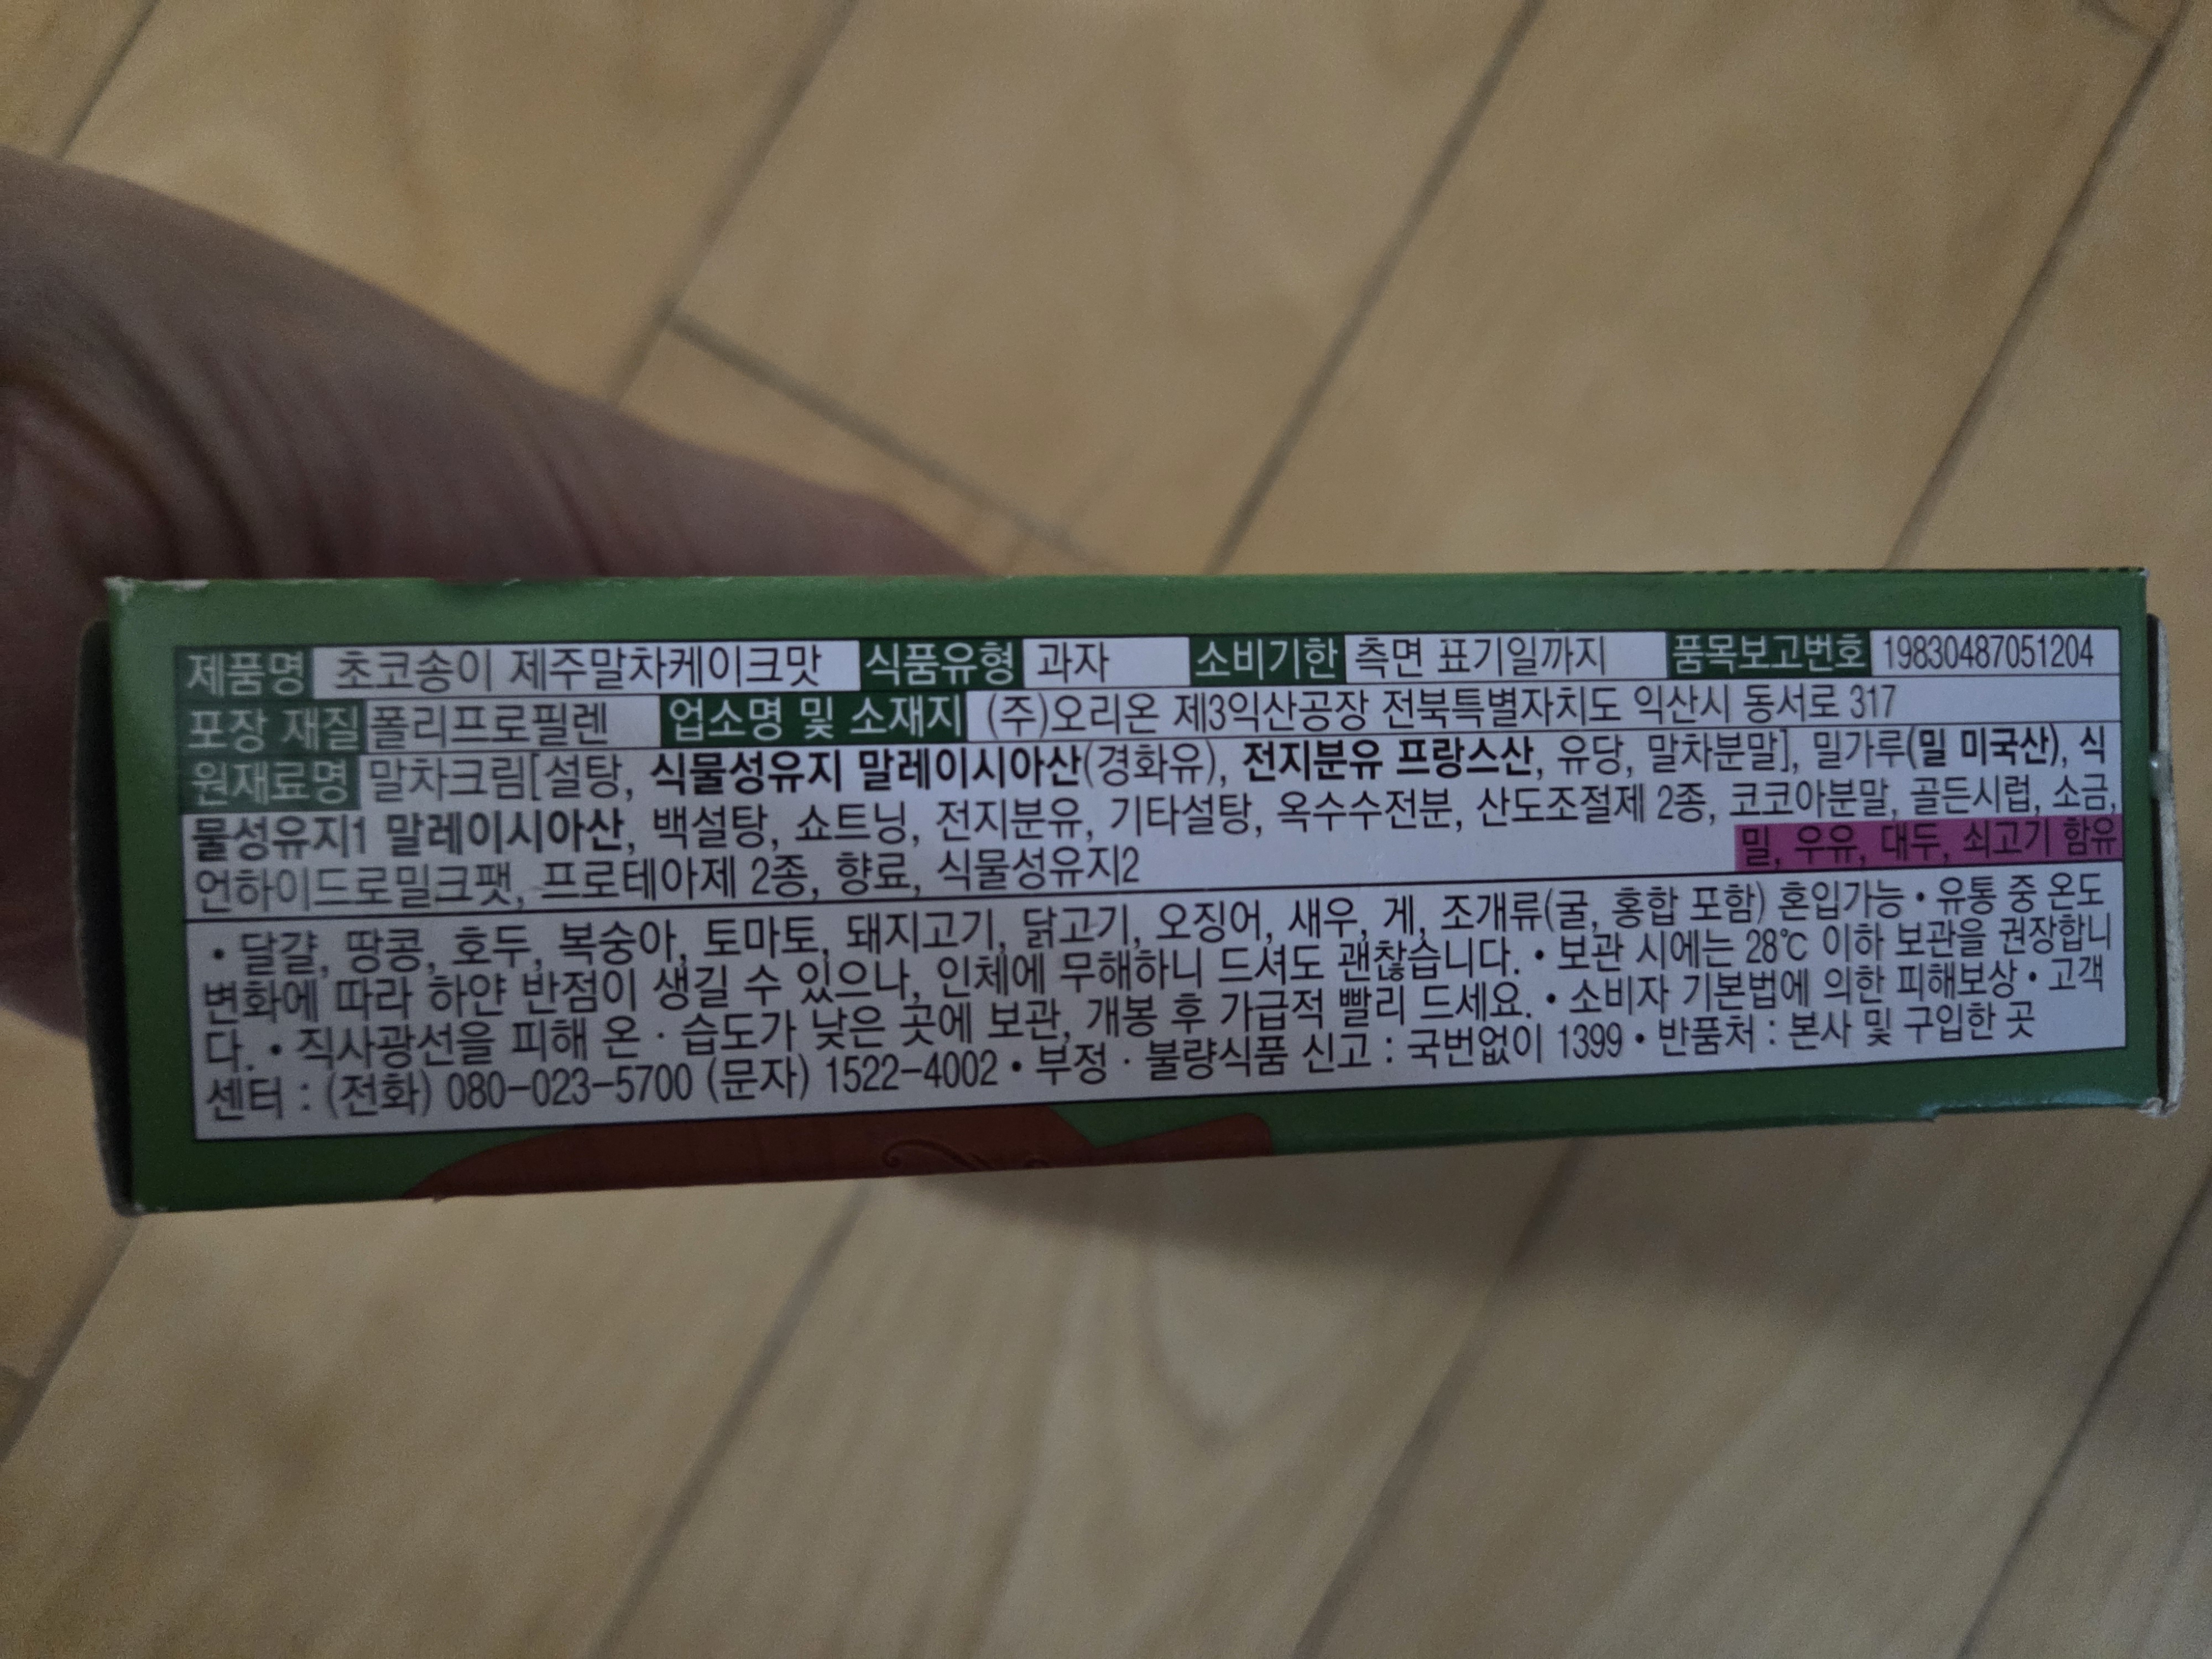 제품명 초코송이 제주말차케이크맛 식품유형 과자 소비기한 측면 표기일까지 품목보고번호 19830487051204
포장 재질 폴리프로필렌 업소명 및 소재지 (주)오리온 제3익산공장 전북특별자치도 익산시 동서로 317
원재료명 말차크림[설탕, 식물성유지 말레이시아산(경화유), 전지분유 프랑스산, 유당, 말차분말], 밀가루(밀 미국산), 식
물성유지1 말레이시아산, 백설탕, 쇼트닝, 전지분유, 기타설탕, 옥수수전분, 산도조절제 2종, 코코아분말, 골든시럽, 소금,
언하이드로밀크팻, 프로테아제 2종, 향료, 식물성유지2 밀, 우유, 대두, 쇠고기 함유
• 달걀, 땅콩, 호두, 복숭아, 토마토, 돼지고기, 닭고기, 오징어, 새우, 게, 조개류(굴, 홍합 포함) 혼입가능 • 유통 중 온도
변화에 따라 하얀 반점이 생길 수 있으나, 인체에 무해하니 드셔도 괜찮습니다. • 보관 시에는 28℃ 이하 보관을 권장합니
다. • 직사광선을 피해 온 · 습도가 낮은 곳에 보관, 개봉 후 가급적 빨리 드세요. • 소비자 기본법에 의한 피해보상 • 고객
센터 : (전화) 080-023-5700 (문자) 1522-4002 • 부정 · 불량식품 신고 : 국번없이 1399 • 반품처 : 본사 및 구입한 곳